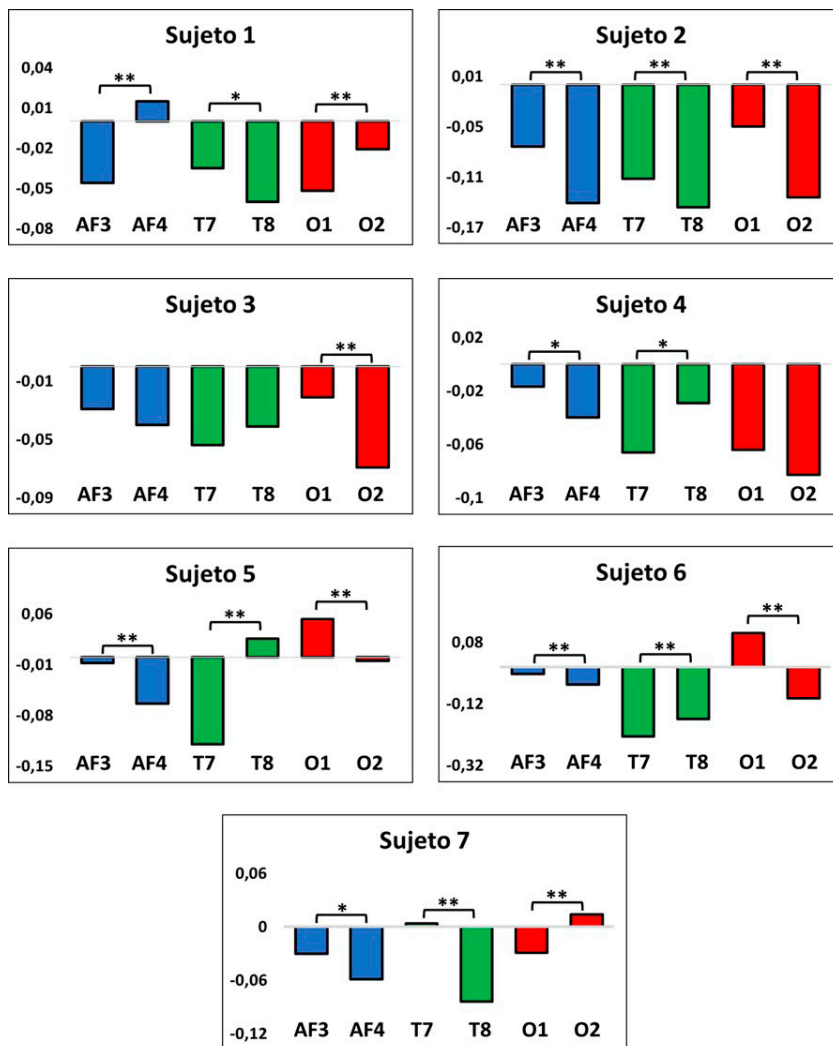 Sujeto 1
0,04
0,01
-0,02
-0,05
-0,08
** * **
AF3 AF4 T7 T8 O1 O2
Sujeto 2
0,01
-0,05
-0,11
-0,17
** ** **
AF3 AF4 T7 T8 O1 O2
Sujeto 3
-0,01
-0,05
-0,09
**
AF3 AF4 T7 T8 O1 O2
Sujeto 4
0,02
-0,02
-0,06
-0,1
* *
AF3 AF4 T7 T8 O1 O2
Sujeto 5
0,06
-0,01
-0,08
-0,15
** ** **
AF3 AF4 T7 T8 O1 O2
Sujeto 6
0,08
-0,12
-0,32
** ** **
AF3 AF4 T7 T8 O1 O2
Sujeto 7
0,06
0
-0,06
-0,12
* ** **
AF3 AF4 T7 T8 O1 O2